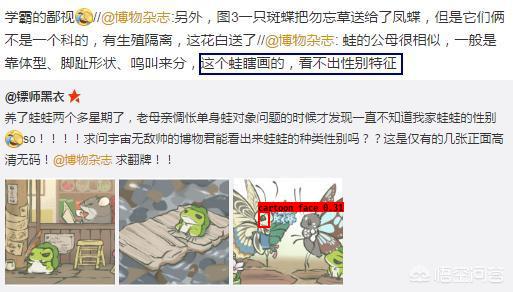 学霸的鄙视//@博物杂志:另外，图3一只斑蝶把勿忘草送给了凤蝶，但是它们俩
不是一个科的，有生殖隔离，这花白送了//@博物杂志: 蛙的公母很相似，一般是
靠体型、脚趾形状、鸣叫来分，这个蛙瞎画的，看不出性别特征
@镖师黑衣
养了蛙蛙两个多星期了，老母亲惆怅单身蛙对象问题的时候才发现一直不知道我家蛙蛙的性别
so！！！！求问宇宙无敌帅的博物君能看出来蛙蛙的种类性别吗？？这是仅有的几张正面高
清无码！@博物杂志 求翻牌！！
cartoon_face 0.31
悟空问答